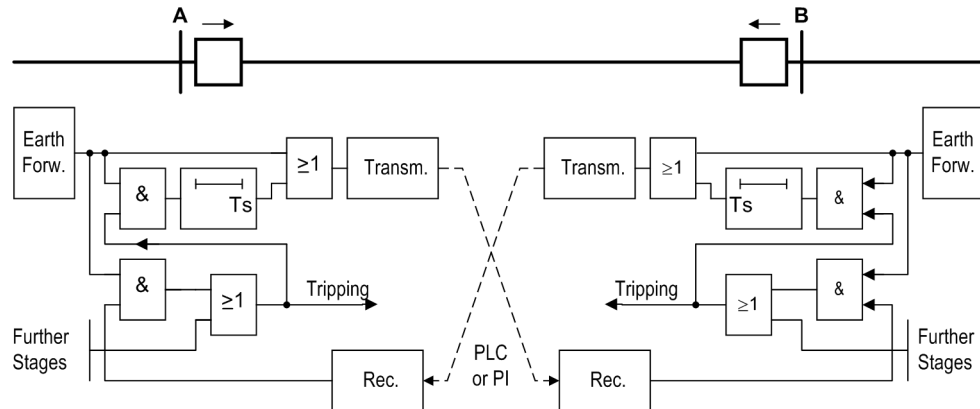 A
B
Earth
Forw.
&
Ts
≥1
Transm.
Transm.
≥1
Ts
&
Earth
Forw.
&
≥1
Tripping
Tripping
≥1
&
Further
Stages
Rec.
PLC
or PI
Rec.
Further
Stages